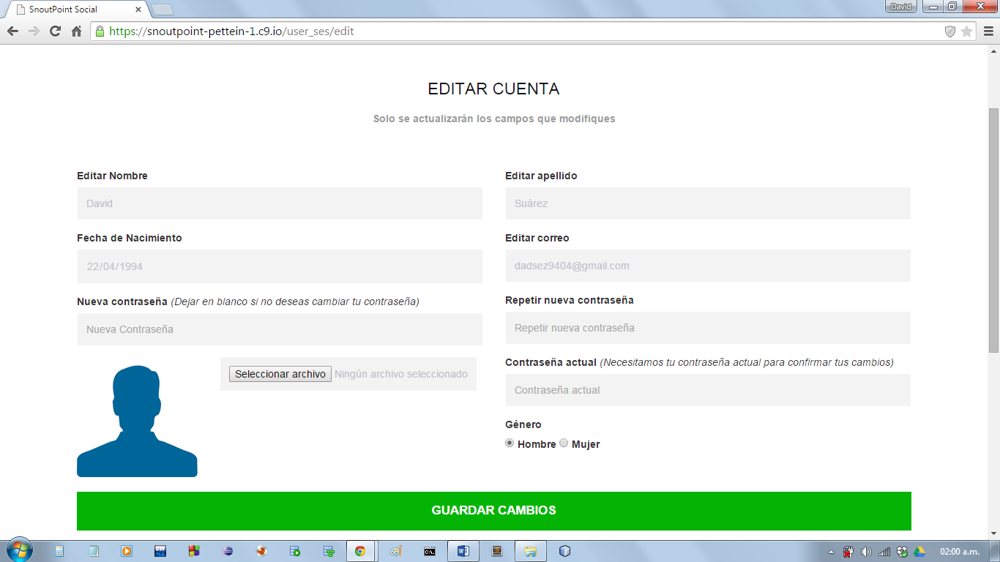 SnoutPoint Social
David
https://snoutpoint-pettein-1.c9.io/user_ses/edit
EDITAR CUENTA
Solo se actualizarán los campos que modifiques
Editar Nombre
David
Editar apellido
Suárez
Fecha de Nacimiento
22/04/1994
Editar correo
dadsez9404@gmail.com
Nueva contraseña (Dejar en blanco si no deseas cambiar tu contraseña)
Nueva Contraseña
Repetir nueva contraseña
Repetir nueva contraseña
Seleccionar archivo Ningún archivo seleccionado
Contraseña actual (Necesitamos tu contraseña actual para confirmar tus cambios)
Contraseña actual
Género
Hombre Mujer
GUARDAR CAMBIOS
02:00 a.m.